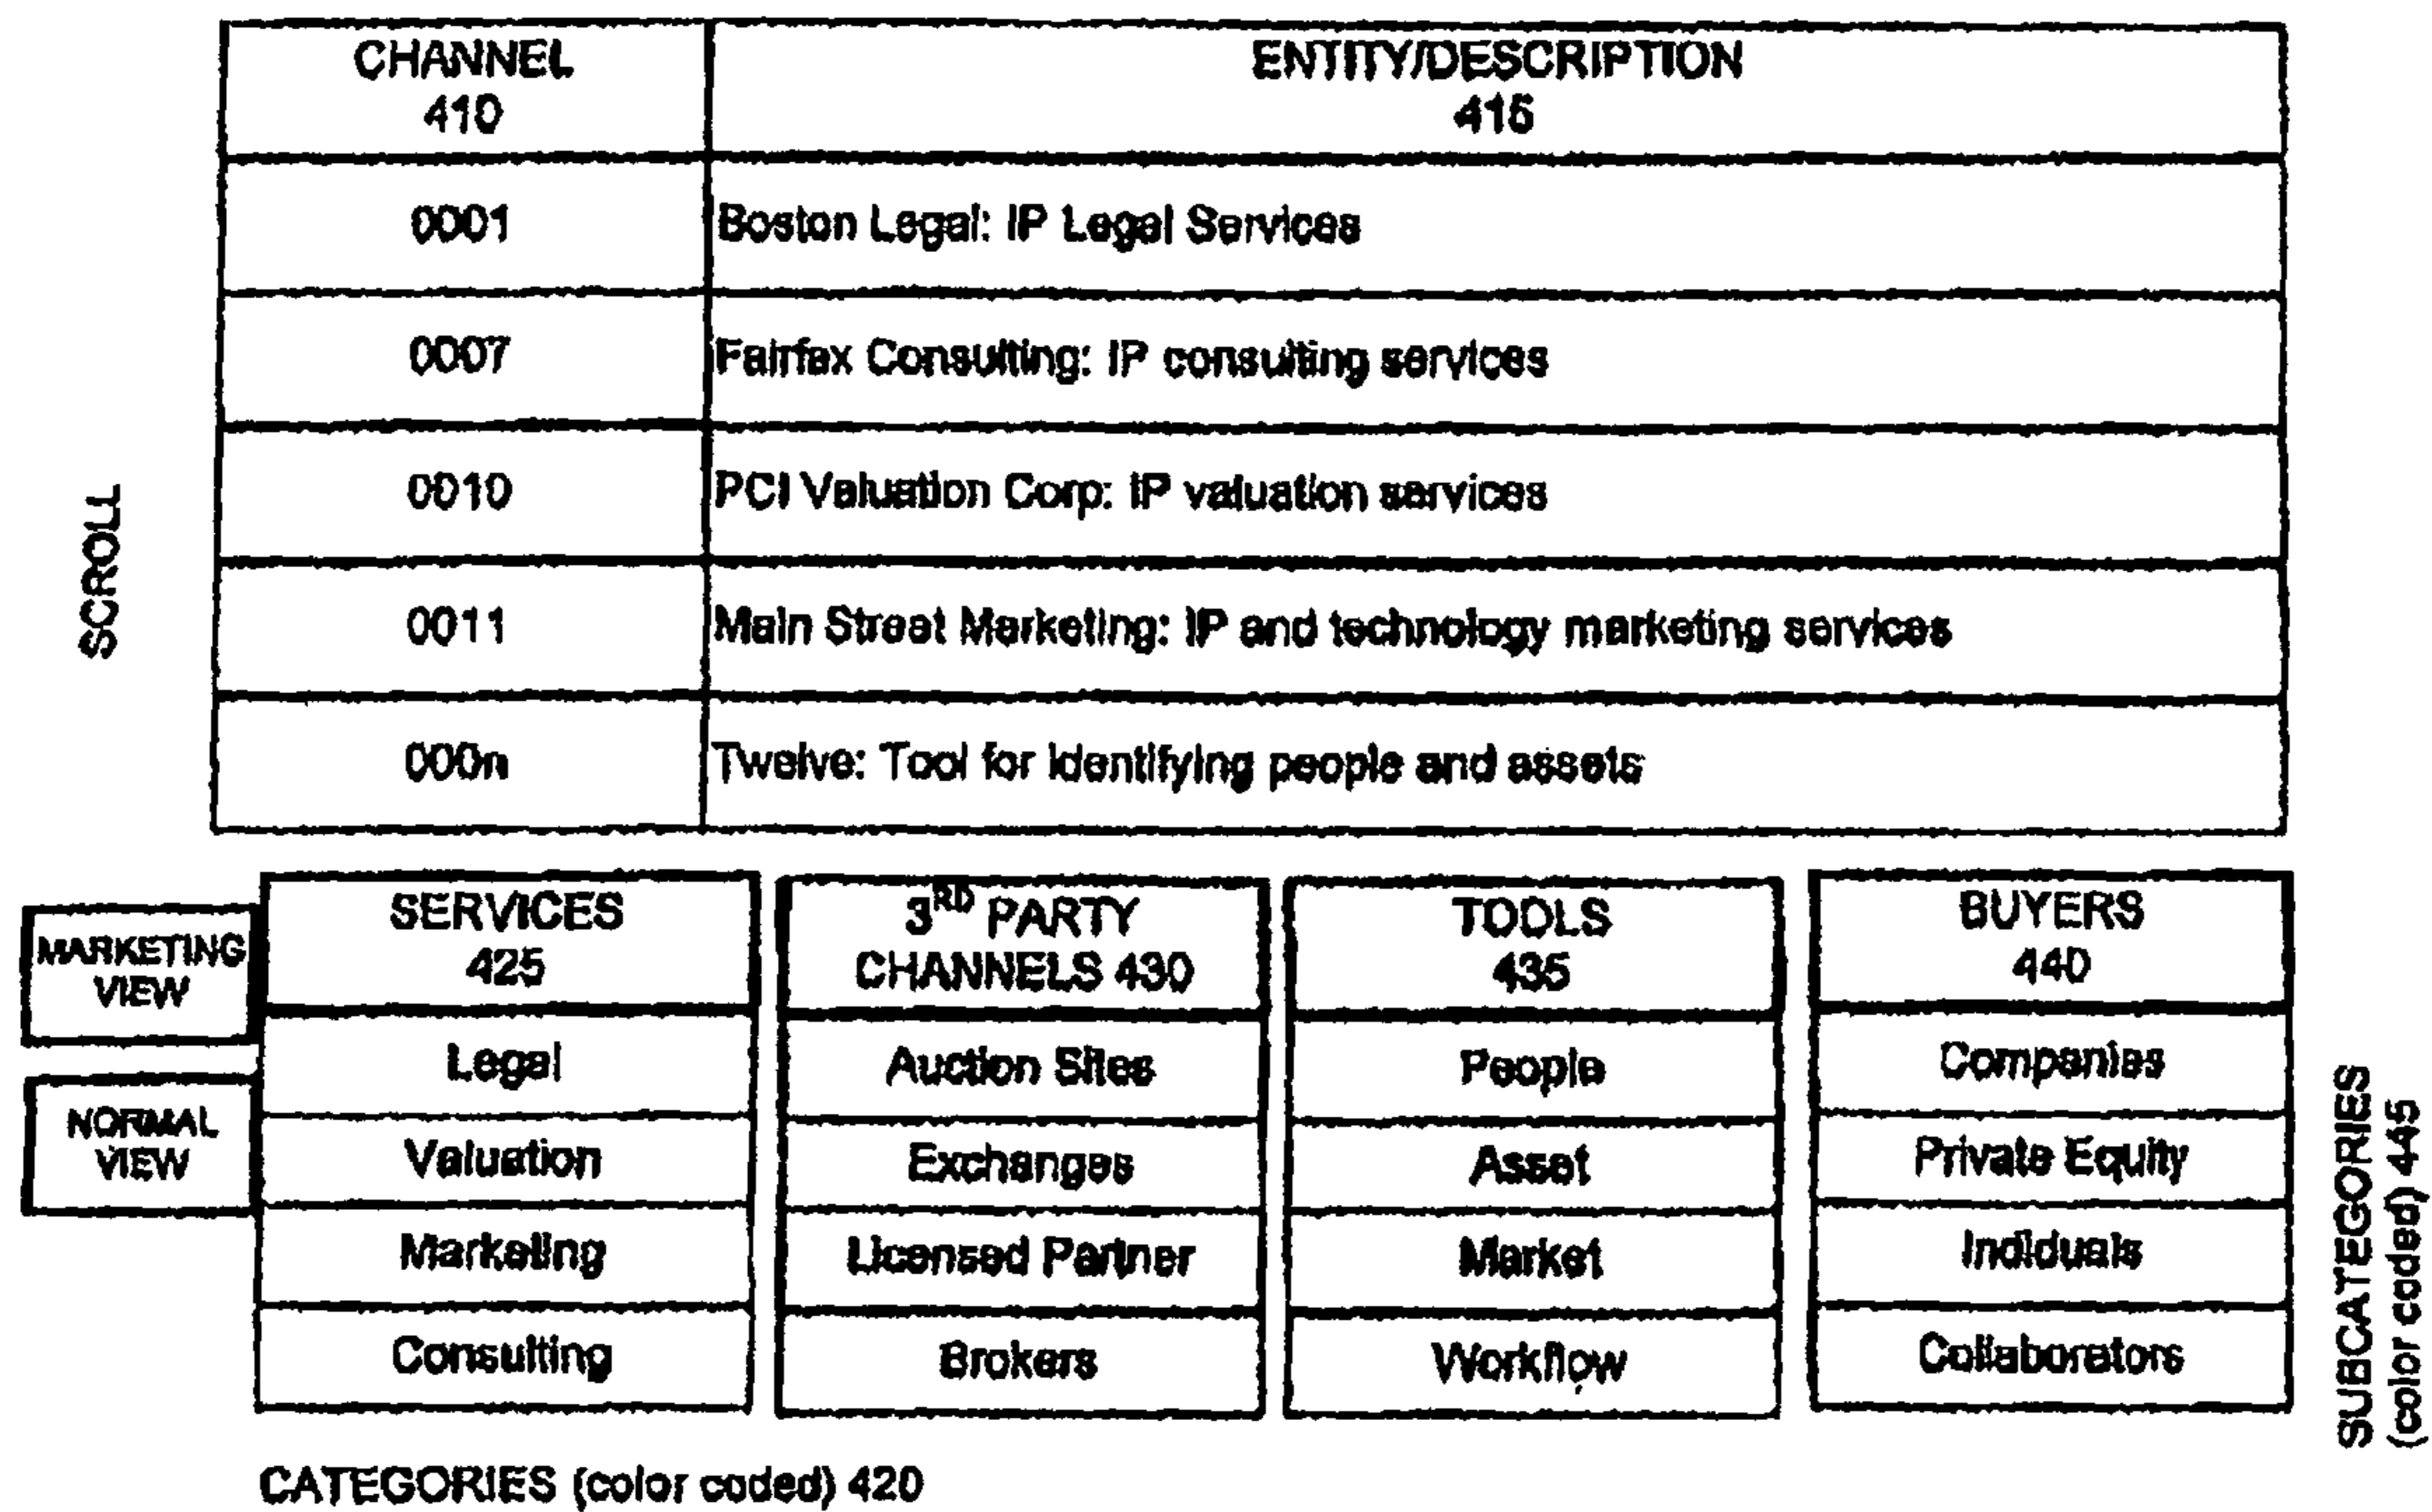 CHANNEL
410
ENTITY/DESCRIPTION
415
0001
Boston Legal: IP Legal Services
0007
Fairfax Consulting: IP consulting services
0010
PCI Valuation Corp: IP valuation services
0011
Main Street Marketing: IP and technology marketing services
000n
Twelve: Tool for identifying people and assets
SCROLL
MARKETING
VIEW
NORMAL
VIEW
SERVICES
425
Legal
Valuation
Marketing
Consulting
3RD PARTY
CHANNELS 430
Auction Sites
Exchanges
Licensed Partner
Brokers
TOOLS
435
People
Asset
Market
Workflow
BUYERS
440
Companies
Private Equity
Indiduals
Collaborators
SUBCATEGORIES
(color coded) 445
CATEGORIES (color coded) 420